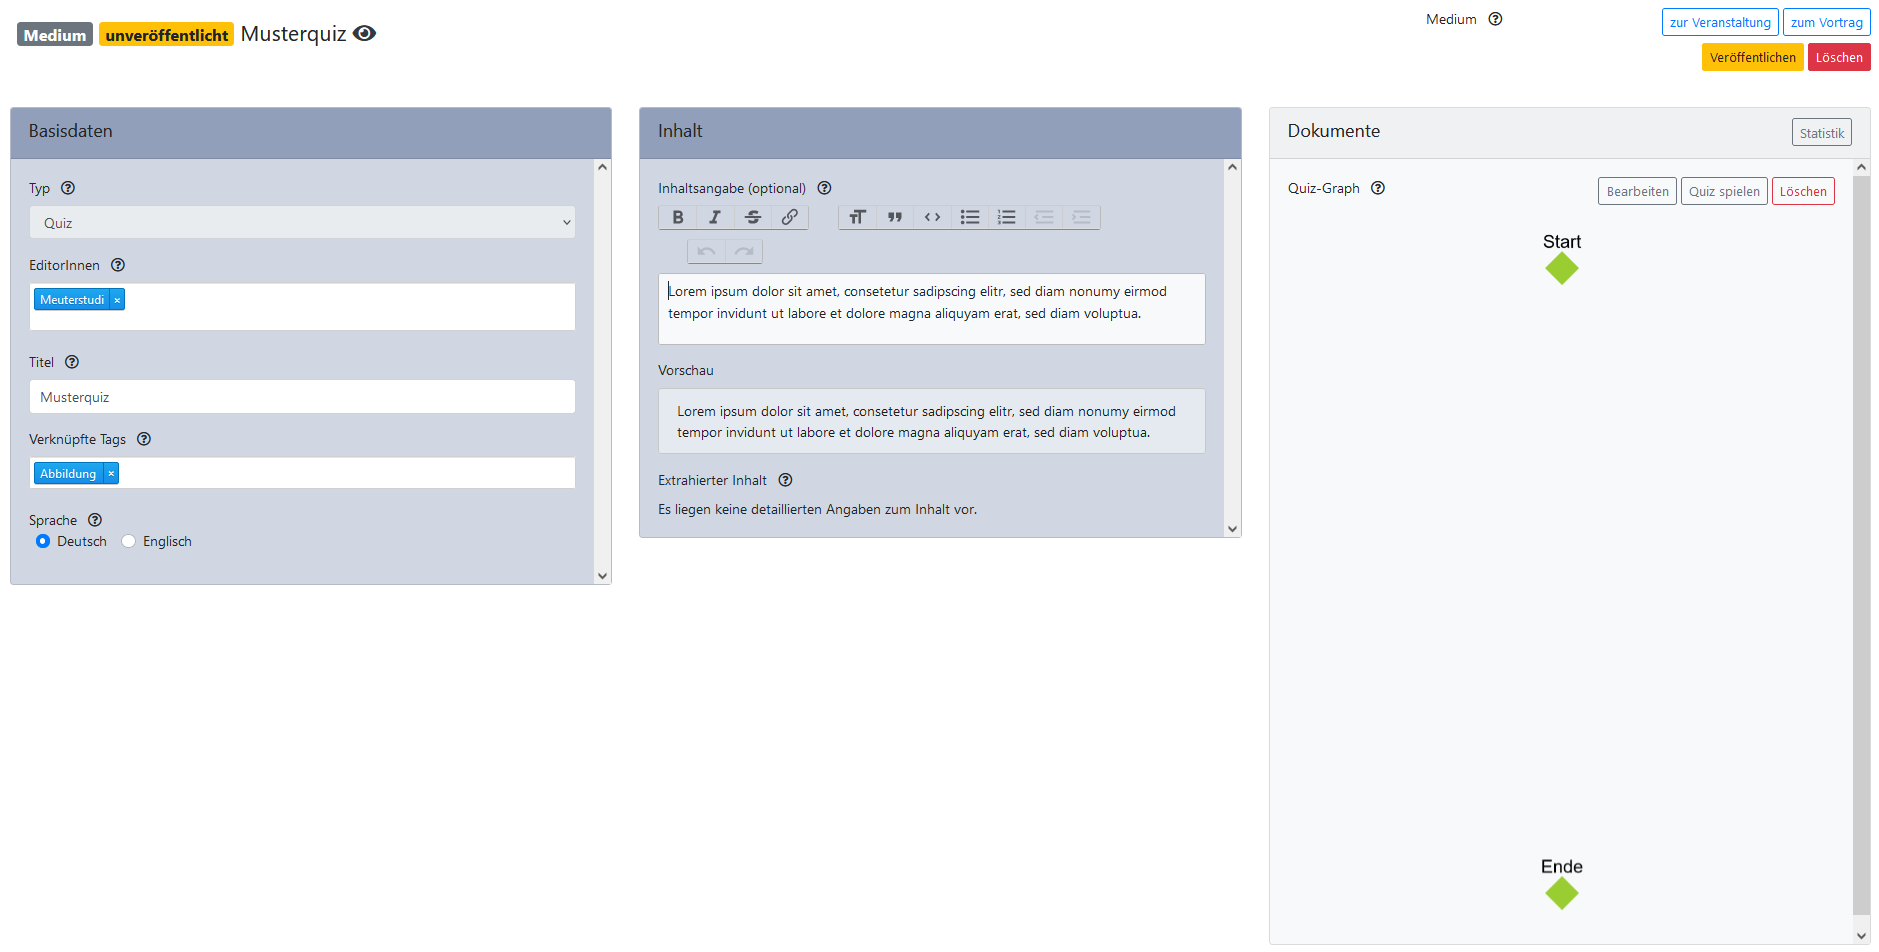 Medium unveröffentlicht Musterquiz
Medium
zur Veranstaltung zum Vortrag
Veröffentlichen Löschen
Basisdaten
Typ
Quiz
EditorInnen
Meuterstudi ×
Titel
Musterquiz
Verknüpfte Tags
Abbildung ×
Sprache
Deutsch Englisch
Inhalt
Inhaltsangabe (optional)
Lorem ipsum dolor sit amet, consetetur sadipscing elitr, sed diam nonumy eirmod
tempor invidunt ut labore et dolore magna aliquyam erat, sed diam voluptua.
Vorschau
Lorem ipsum dolor sit amet, consetetur sadipscing elitr, sed diam nonumy eirmod
tempor invidunt ut labore et dolore magna aliquyam erat, sed diam voluptua.
Extrahierter Inhalt
Es liegen keine detaillierten Angaben zum Inhalt vor.
Dokumente
Statistik
Quiz-Graph
Bearbeiten Quiz spielen Löschen
Start
Ende